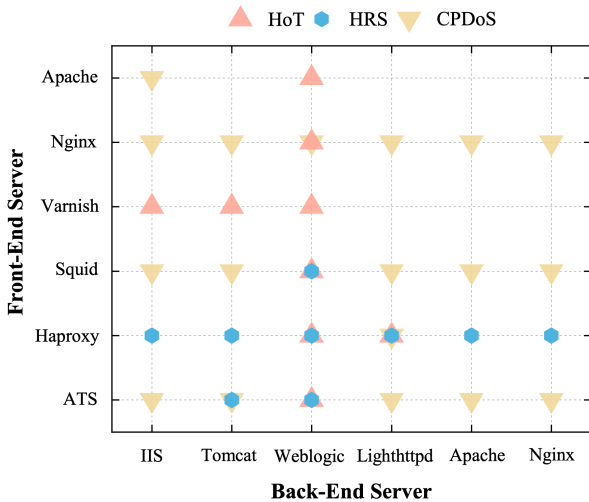 HoT HRS CPDoS
Front-End Server
Apache
Nginx
Varnish
Squid
Haproxy
ATS
IIS Tomcat Weblogic Lighthttpd Apache Nginx
Back-End Server